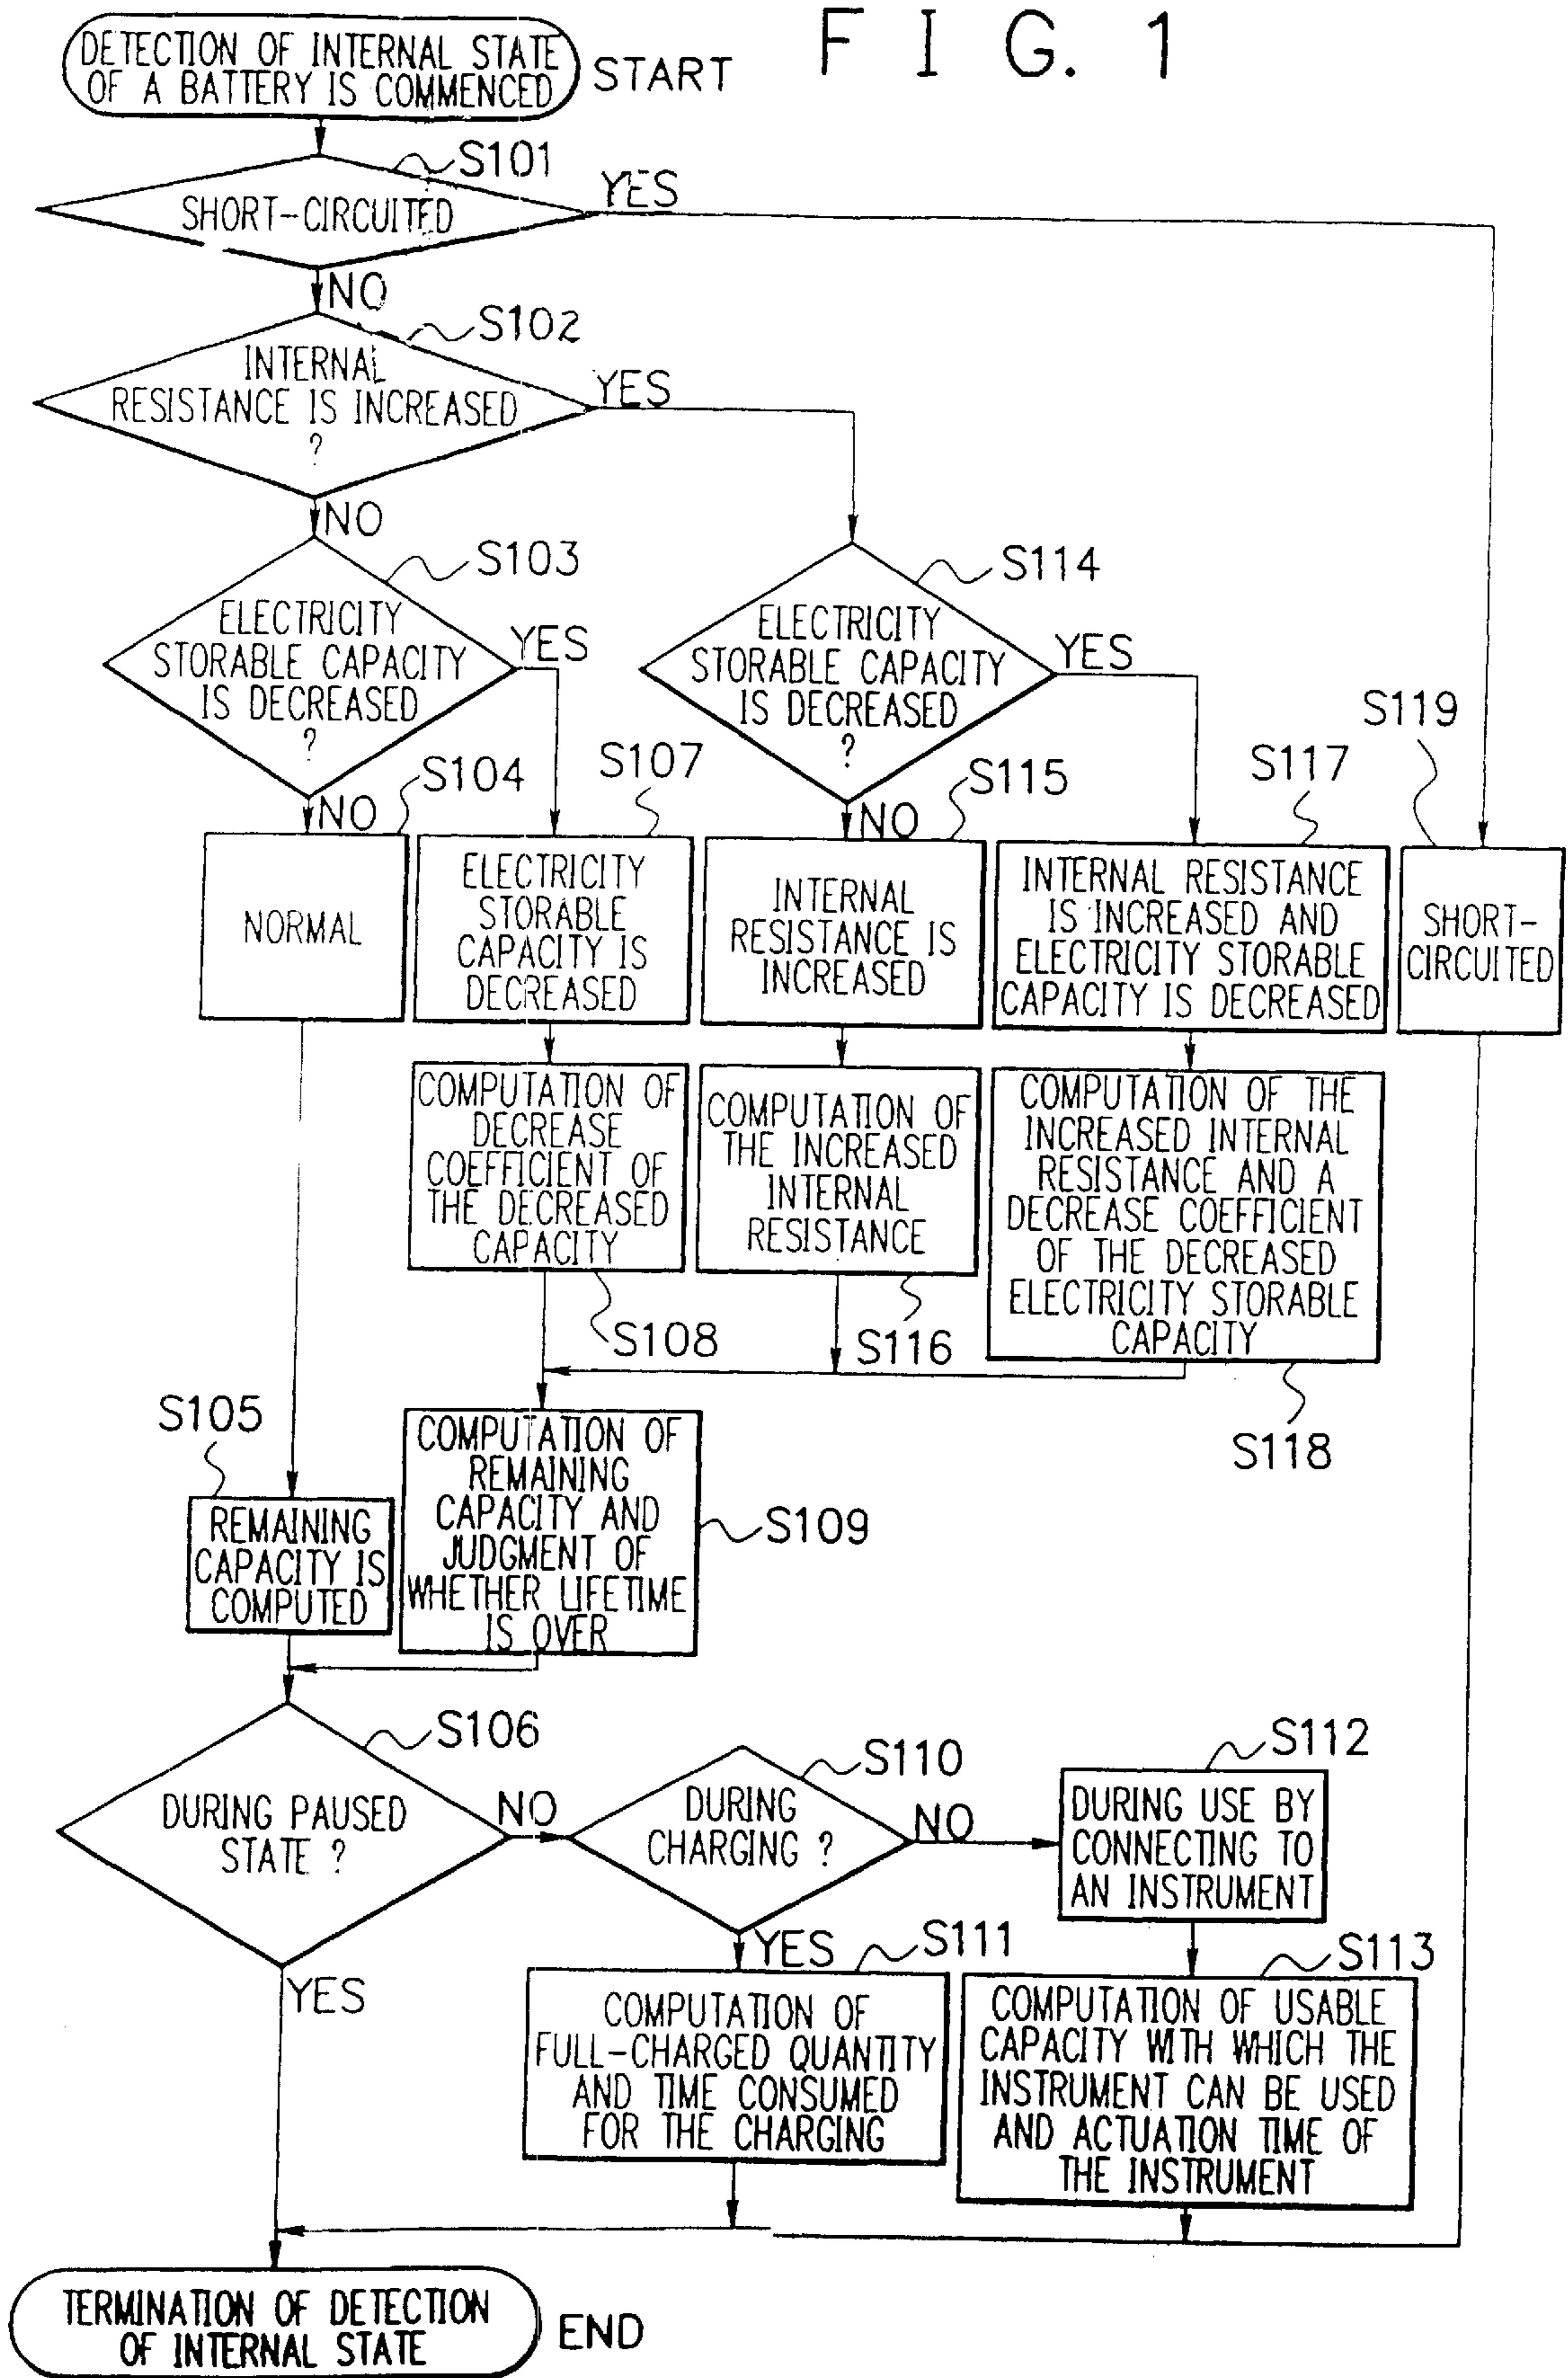 FIG. 1
DETECTION OF INTERNAL STATE
OF A BATTERY IS COMMENCED
START
S101
SHORT-CIRCUITED
YES
NO
S102
INTERNAL
RESISTANCE IS INCREASED
?
YES
NO
S103
ELECTRICITY
STORABLE CAPACITY
IS DECREASED
?
YES
NO
S114
ELECTRICITY
STORABLE CAPACITY
IS DECREASED
?
YES
NO
S104
NORMAL
S107
ELECTRICITY
STORABLE
CAPACITY IS
DECREASED
S115
INTERNAL
RESISTANCE IS
INCREASED
S117
INTERNAL RESISTANCE
IS INCREASED AND
ELECTRICITY STORABLE
CAPACITY IS DECREASED
S119
SHORT-
CIRCUITED
COMPUTATION OF
DECREASE
COEFFICIENT OF
THE DECREASED
CAPACITY
S108
COMPUTATION OF
THE INCREASED
INTERNAL
RESISTANCE
S116
COMPUTATION OF THE
INCREASED INTERNAL
RESISTANCE AND A
DECREASE COEFFICIENT
OF THE DECREASED
ELECTRICITY STORABLE
CAPACITY
S118
S105
REMAINING
CAPACITY IS
COMPUTED
COMPUTATION OF
REMAINING
CAPACITY AND
JUDGMENT OF
WHETHER LIFETIME
IS OVER
S109
S106
DURING PAUSED
STATE ?
NO
YES
S110
DURING
CHARGING ?
NO
YES
S112
DURING USE BY
CONNECTING TO
AN INSTRUMENT
S111
COMPUTATION OF
FULL-CHARGED QUANTITY
AND TIME CONSUMED
FOR THE CHARGING
S113
COMPUTATION OF USABLE
CAPACITY WITH WHICH THE
INSTRUMENT CAN BE USED
AND ACTUATION TIME OF
THE INSTRUMENT
TERMINATION OF DETECTION
OF INTERNAL STATE
END